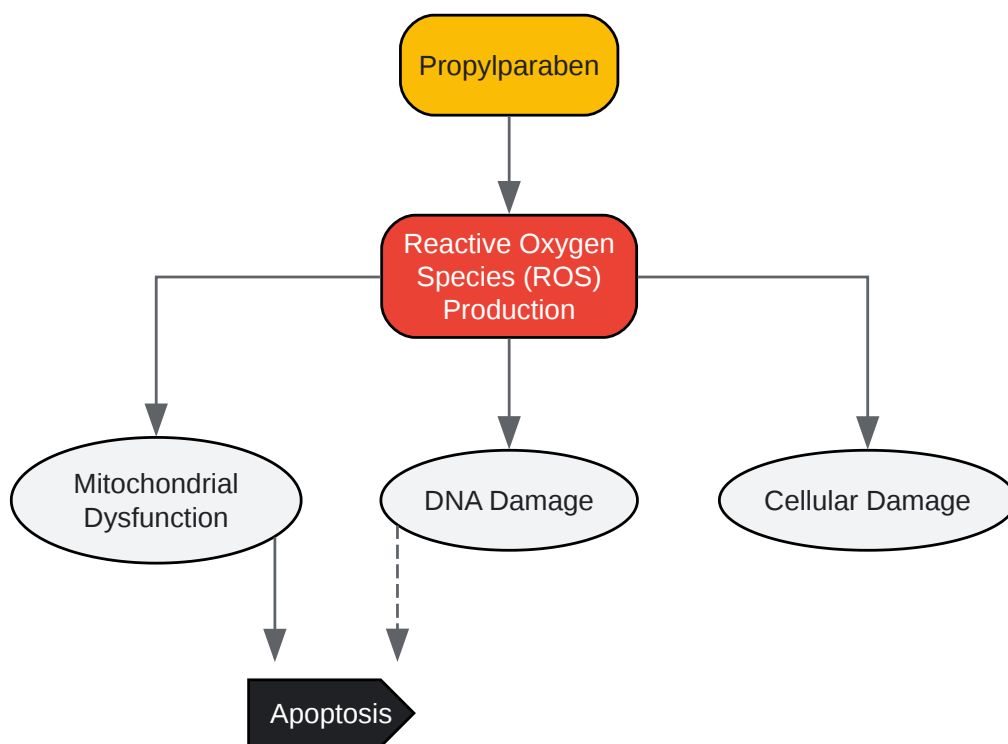 Propylparaben
Reactive Oxygen
Species (ROS)
Production
Mitochondrial
Dysfunction
DNA Damage
Cellular Damage
Apoptosis